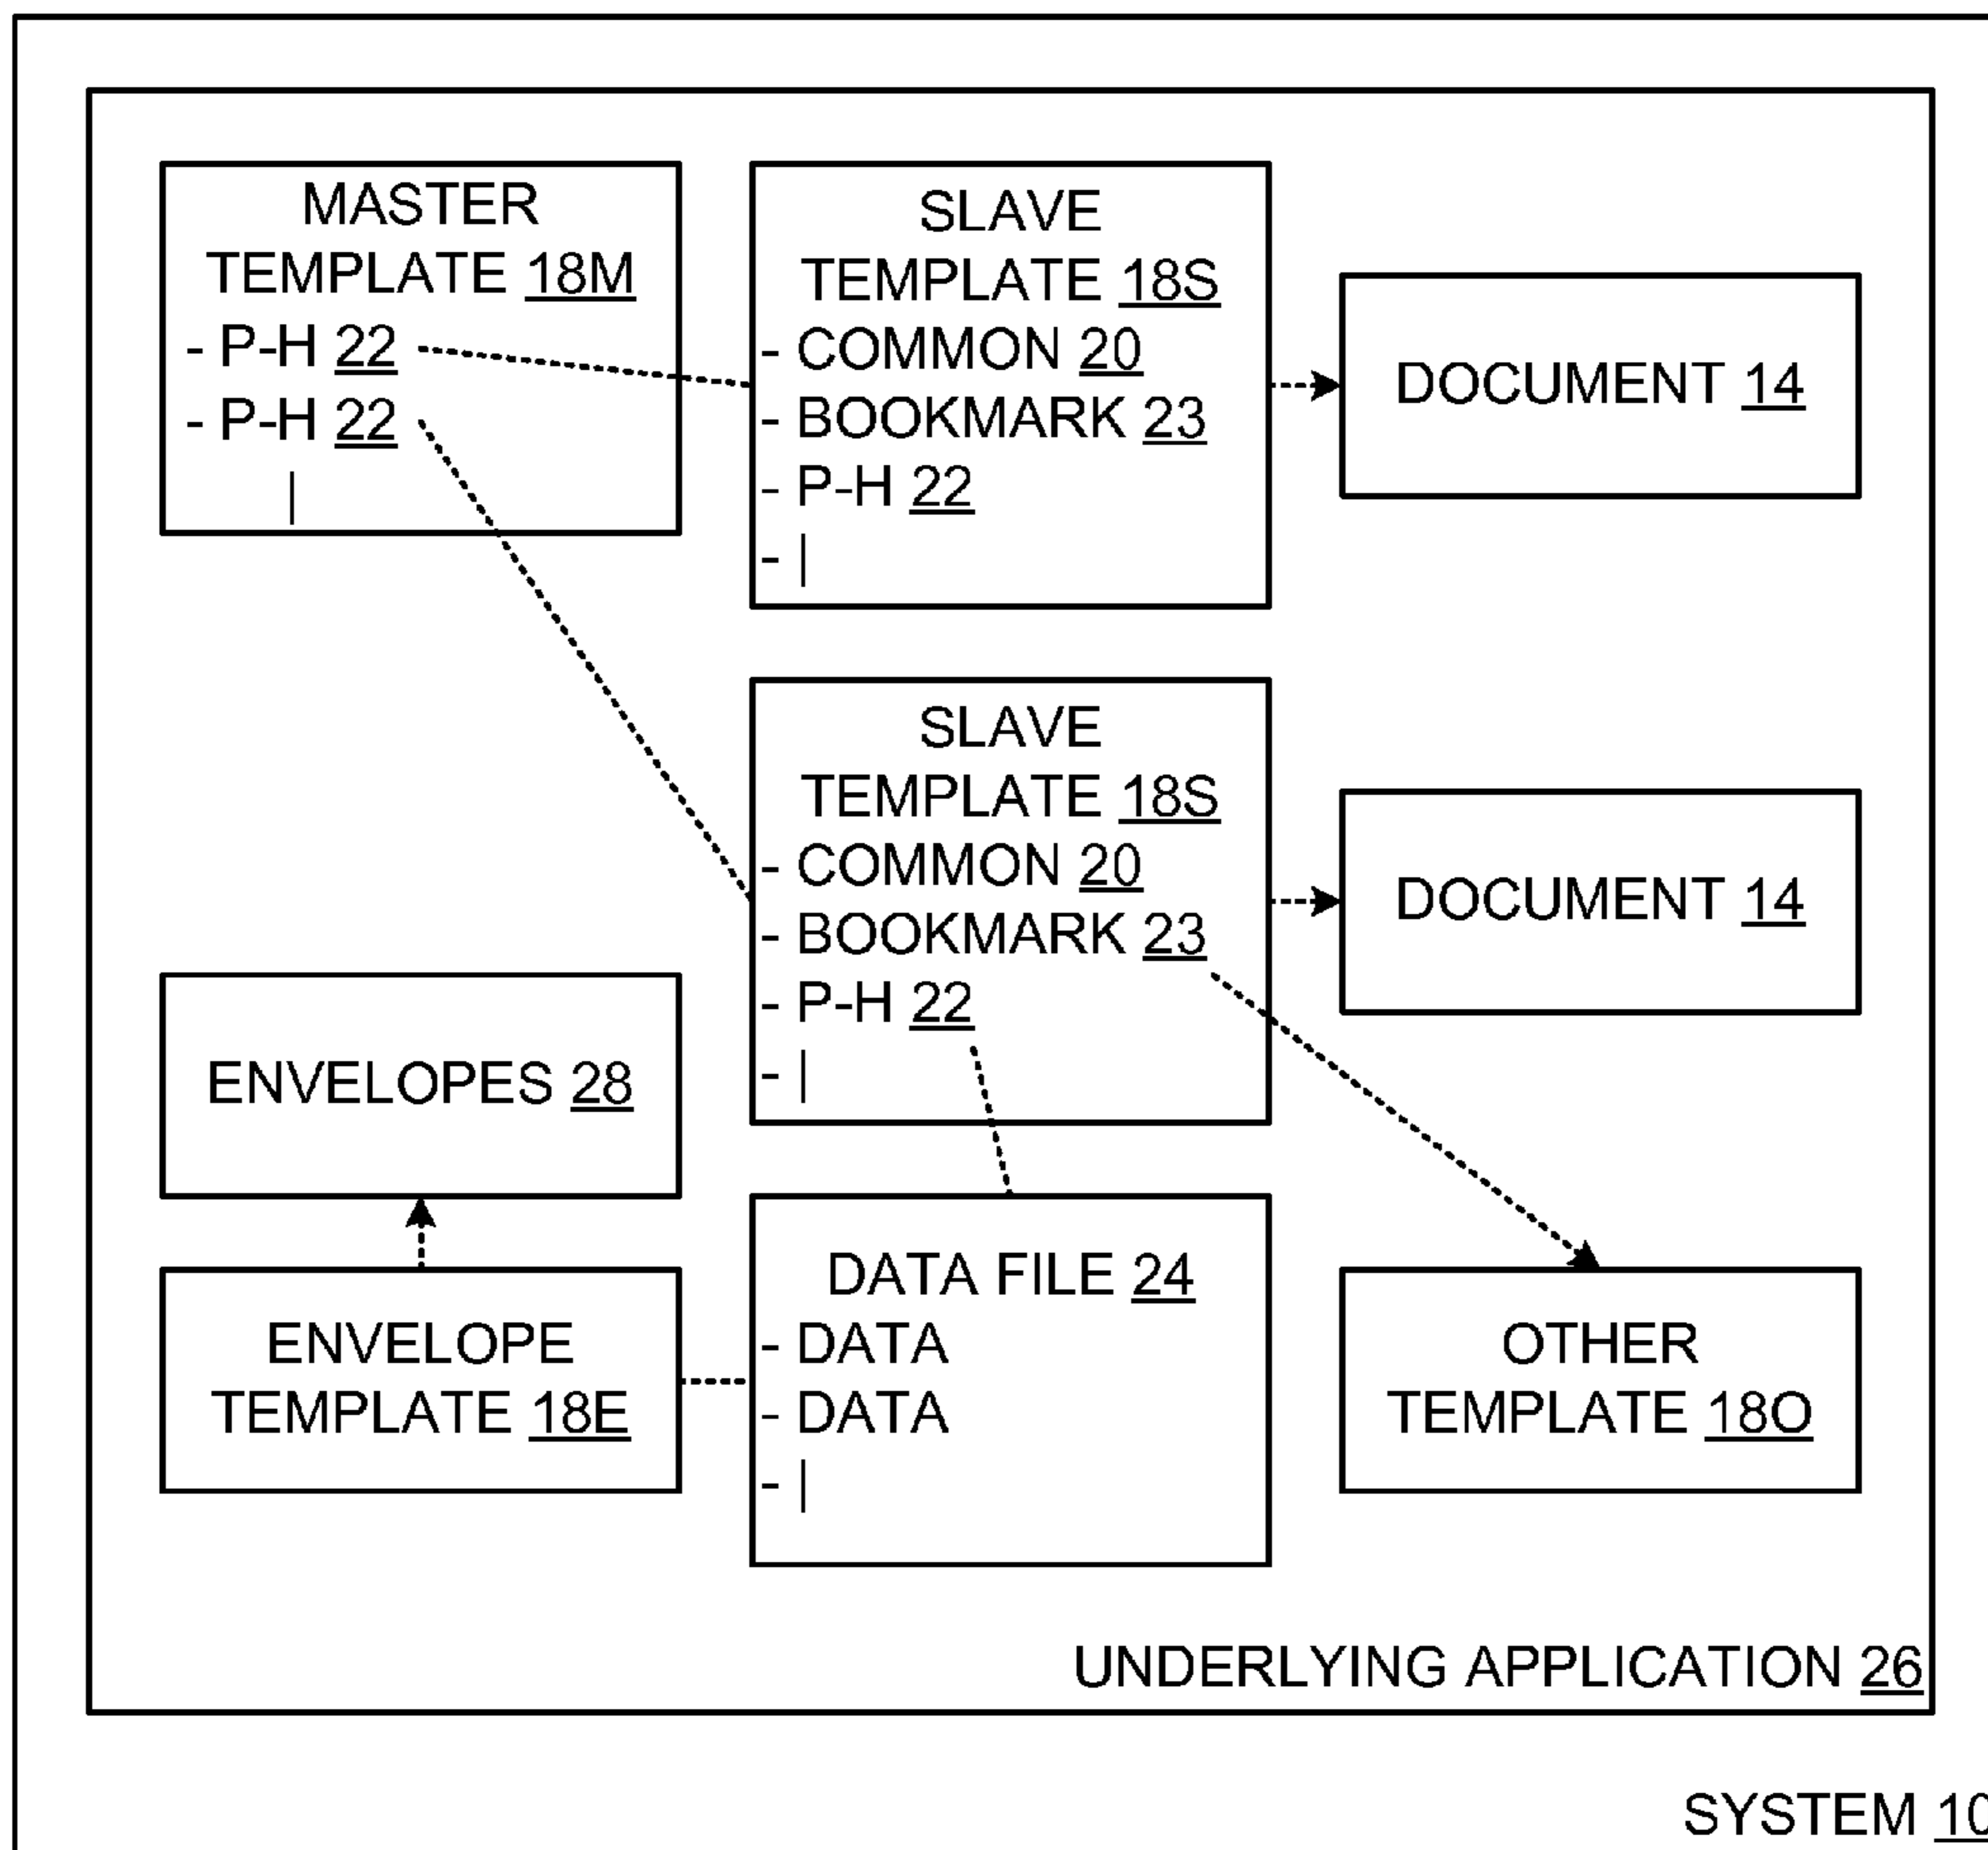 MASTER
TEMPLATE 18M
- P-H 22
- P-H 22
|
SLAVE
TEMPLATE 18S
- COMMON 20
- BOOKMARK 23
- P-H 22
- |
DOCUMENT 14
SLAVE
TEMPLATE 18S
- COMMON 20
- BOOKMARK 23
- P-H 22
- |
DOCUMENT 14
ENVELOPES 28
ENVELOPE
TEMPLATE 18E
DATA FILE 24
- DATA
- DATA
- |
OTHER
TEMPLATE 18O
UNDERLYING APPLICATION 26
SYSTEM 10